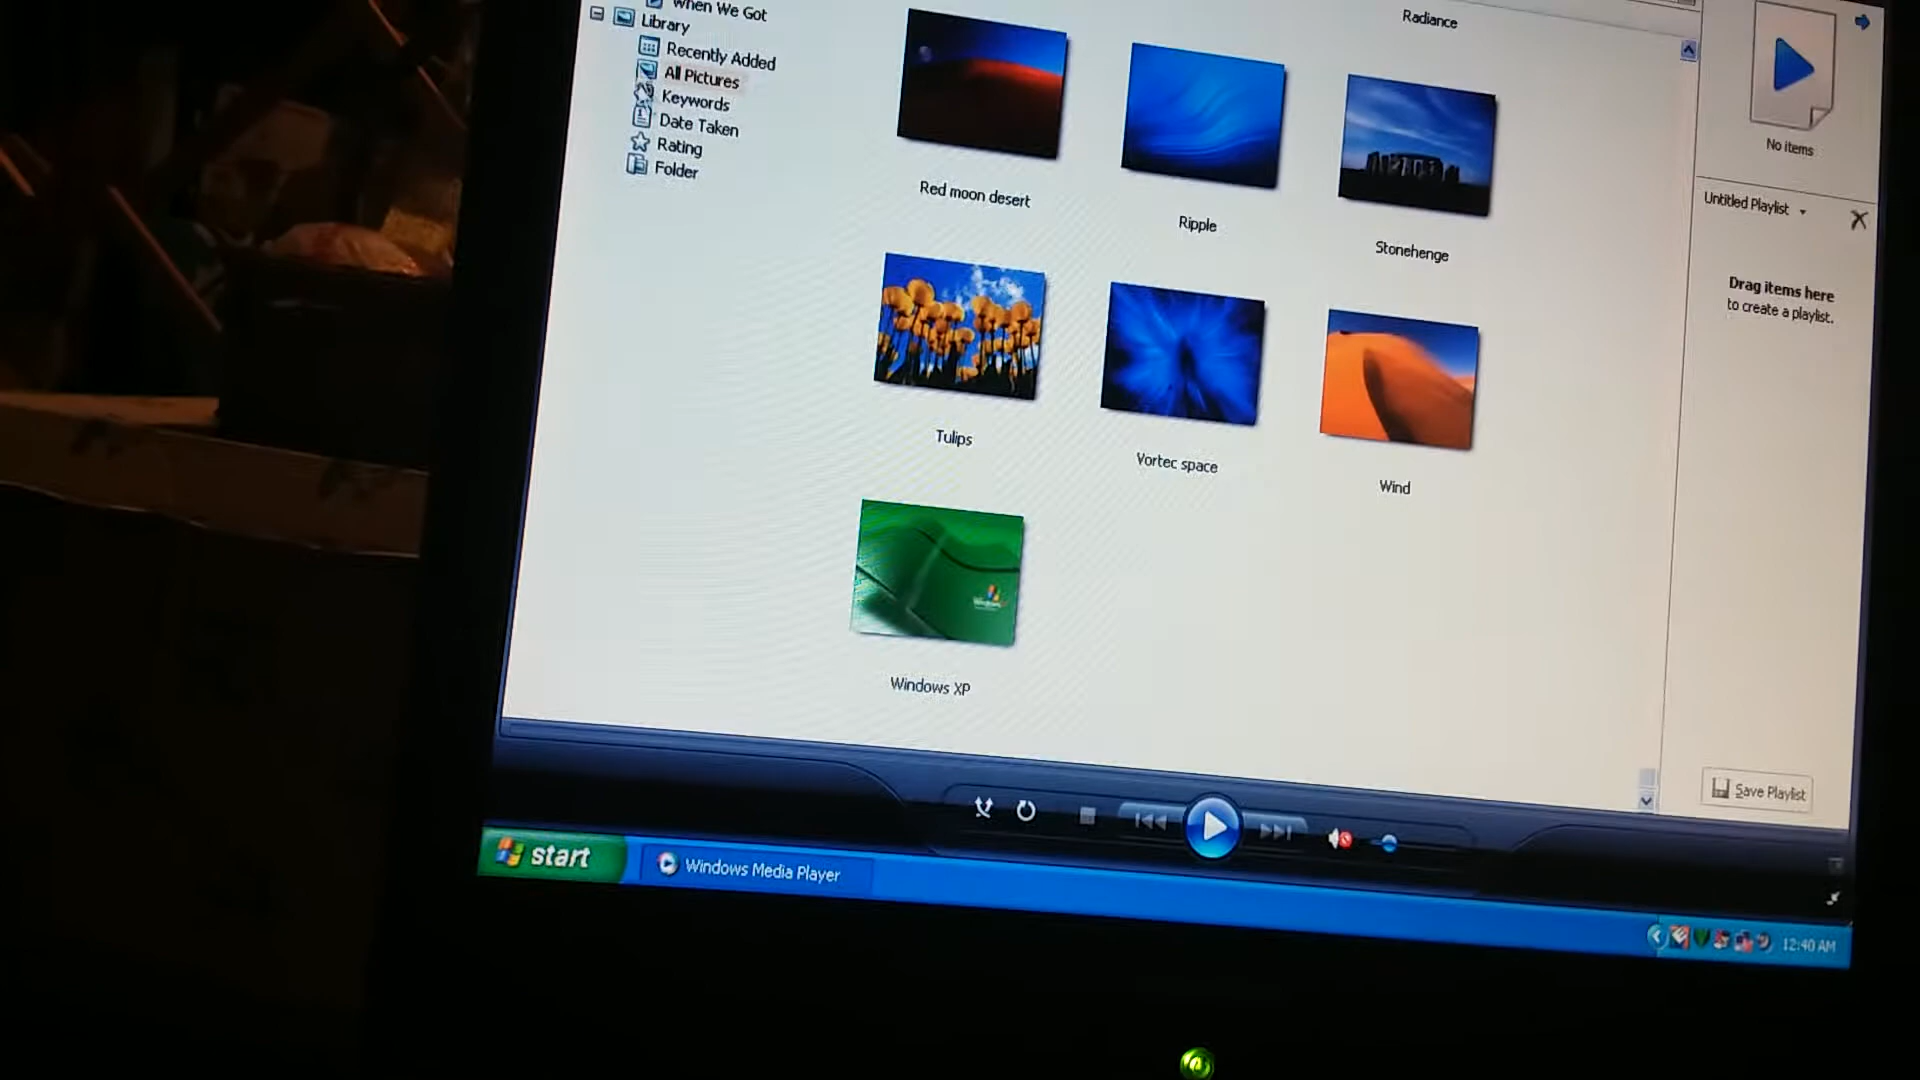 When We Got
Library
Recently Added
All Pictures
Keywords
Date Taken
Rating
Folder
Radiance
Red moon desert
Ripple
Stonehenge
Tulips
Vortec space
Wind
Windows XP
No items
Untitled Playlist
Drag items here
to create a playlist.
Save Playlist
start
Windows Media Player
12:40 AM